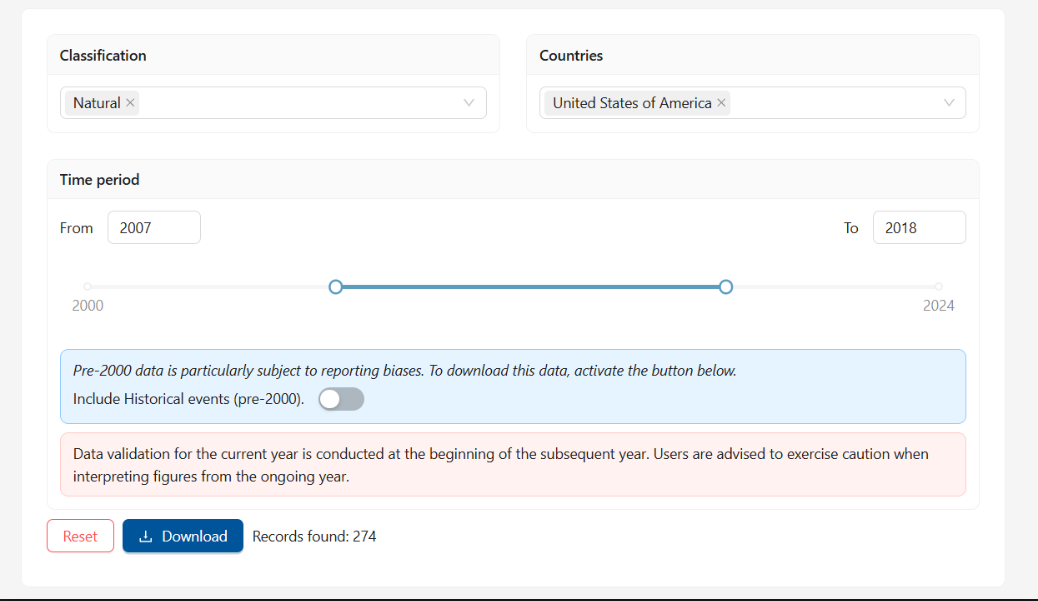 Classification
Countries
Natural ×
United States of America ×
Time period
From 2007
To 2018
2000
2024
Pre-2000 data is particularly subject to reporting biases. To download this data, activate the button below.
Include Historical events (pre-2000).
Data validation for the current year is conducted at the beginning of the subsequent year. Users are advised to exercise caution when
interpreting figures from the ongoing year.
Reset
Download
Records found: 274